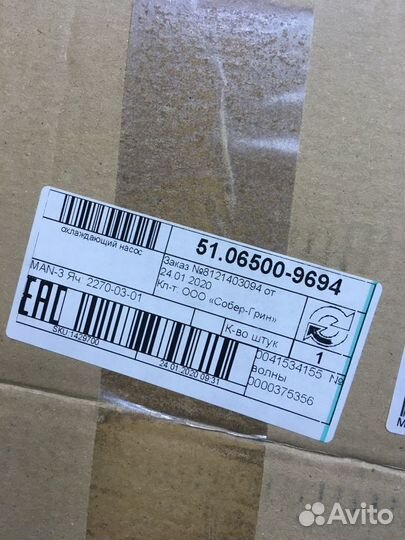 охлаждающий насос
51.06500-9694
Заказ №8121403094 от
24 01 2020
Кл-т: ООО «Собер-Грин»
MAN-3 Яч. 2270-03-01
EAC
SKU 1429700
24.01.2020 09:31
К-во штук
1
0041534155 №
волны
0000375356
M
Avito